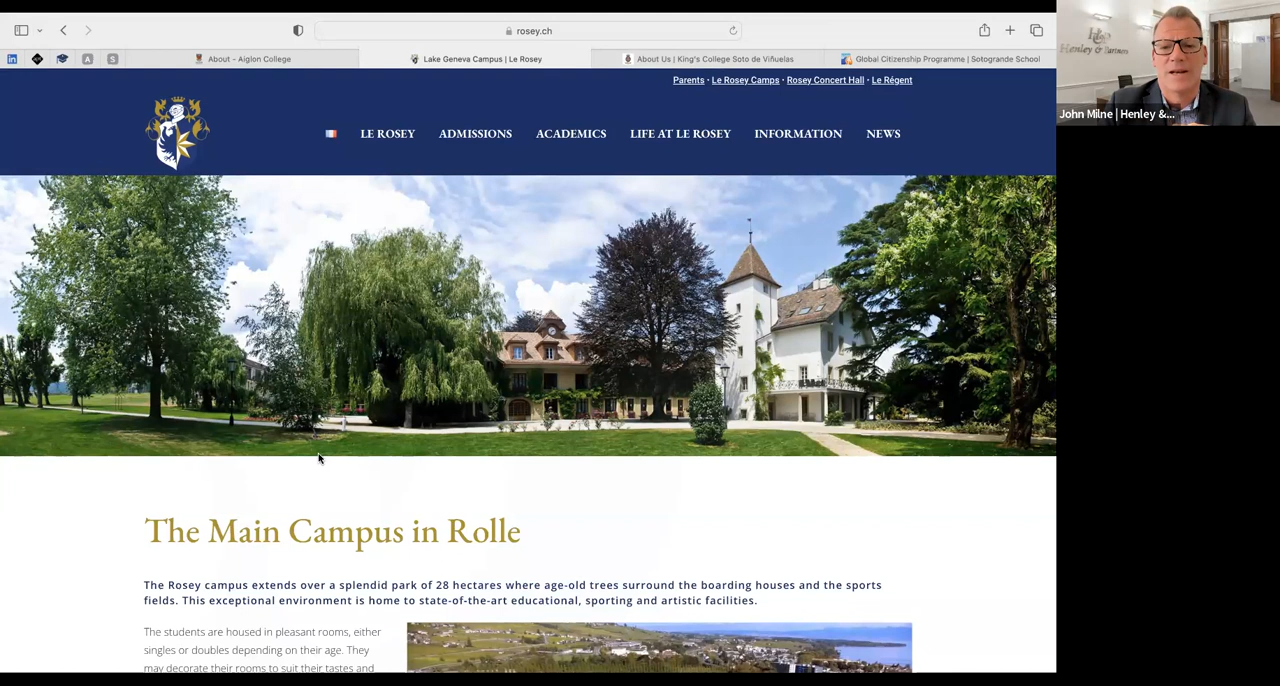 rosey.ch
About - Aiglon College
Lake Geneva Campus | Le Rosey
About Us | King's College Soto de Viñuelas
Global Citizenship Programme | Sotogrande School
Parents · Le Rosey Camps · Rosey Concert Hall · Le Régent
LE ROSEY ADMISSIONS ACADEMICS LIFE AT LE ROSEY INFORMATION NEWS
The Main Campus in Rolle
The Rosey campus extends over a splendid park of 28 hectares where age-old trees surround the boarding houses and the sports
fields. This exceptional environment is home to state-of-the-art educational, sporting and artistic facilities.
The students are housed in pleasant rooms, either
singles or doubles depending on their age. They
may decorate their rooms to suit their tastes and
Henley & Partners
John Milne | Henley &...